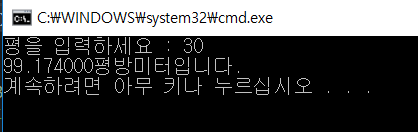 C:₩WINDOWS₩system32₩cmd.exe
평을 입력하세요 : 30
99.174000평방미터입니다.
계속하려면 아무 키나 누르십시오 . . .